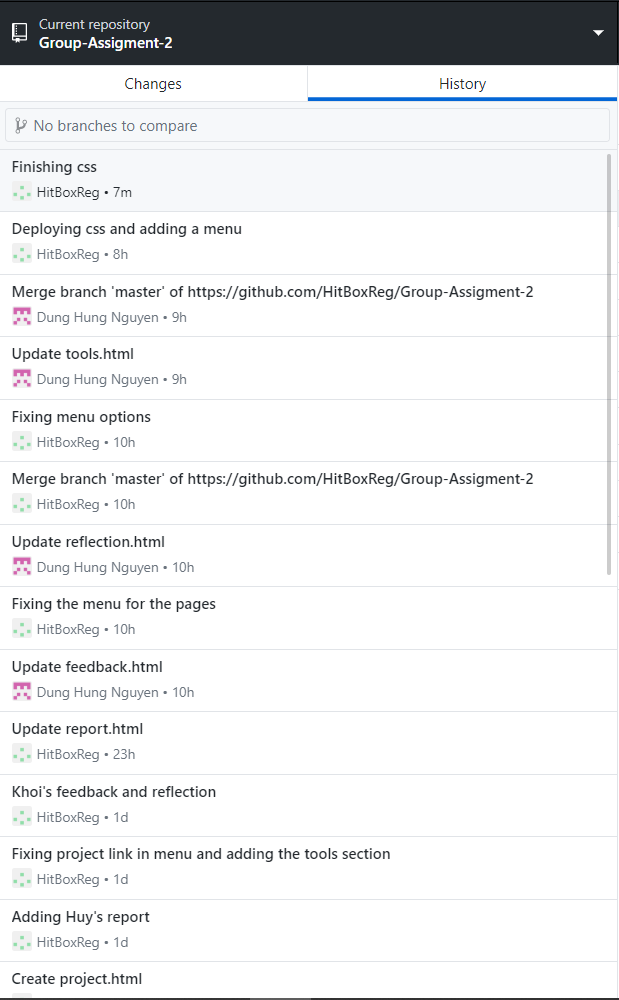 Current repository
Group-Assigment-2
Changes
History
No branches to compare
Finishing css
HitBoxReg • 7m
Deploying css and adding a menu
HitBoxReg • 8h
Merge branch 'master' of https://github.com/HitBoxReg/Group-Assigment-2
Dung Hung Nguyen • 9h
Update tools.html
Dung Hung Nguyen • 9h
Fixing menu options
HitBoxReg • 10h
Merge branch 'master' of https://github.com/HitBoxReg/Group-Assigment-2
HitBoxReg • 10h
Update reflection.html
Dung Hung Nguyen • 10h
Fixing the menu for the pages
HitBoxReg • 10h
Update feedback.html
Dung Hung Nguyen • 10h
Update report.html
HitBoxReg • 23h
Khoi's feedback and reflection
HitBoxReg • 1d
Fixing project link in menu and adding the tools section
HitBoxReg • 1d
Adding Huy's report
HitBoxReg • 1d
Create project.html